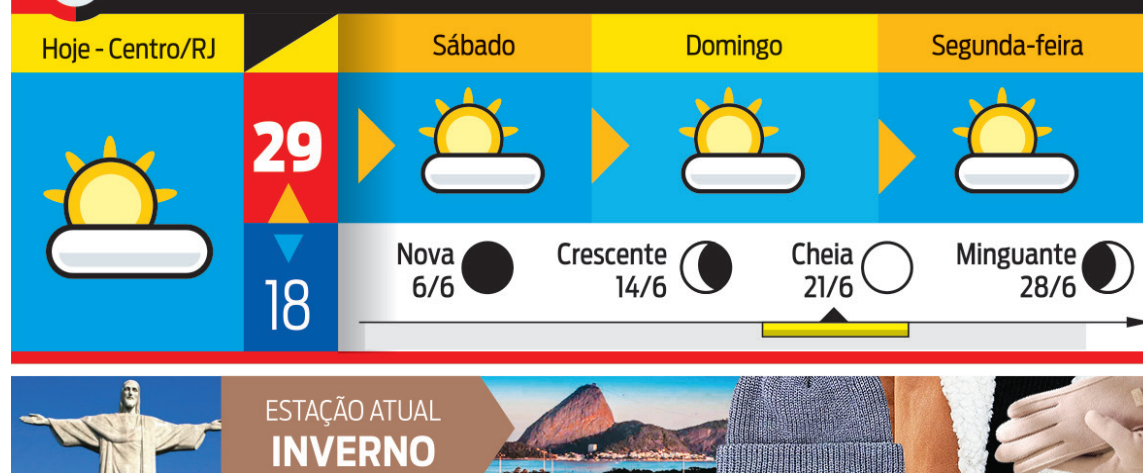 Hoje - Centro/RJ
Sábado
Domingo
Segunda-feira
29
18
Nova
6/6
Crescente
14/6
Cheia
21/6
Minguante
28/6
ESTAÇÃO ATUAL
INVERNO